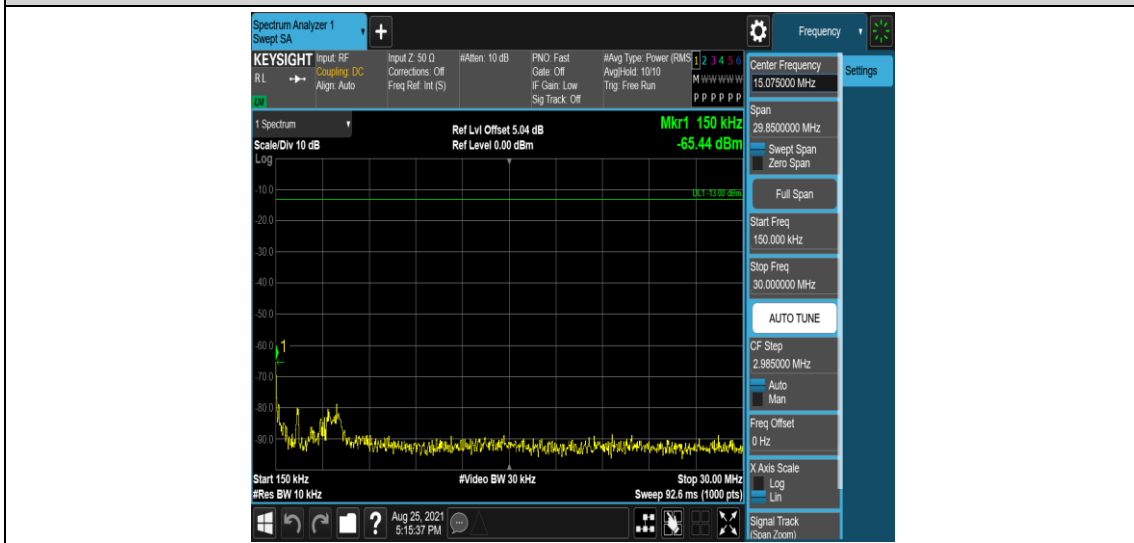 Spectrum Analyzer 1
Swept SA
+
Frequency
KEYSIGHT
RL
Input: RF
Coupling: DC
Align: Auto
Input Z: 50 Ω
Corrections: Off
Freq Ref: Int (S)
#Atten: 10 dB
PNO: Fast
Gate: Off
IF Gain: Low
Sig Track: Off
#Avg Type: Power (RMS
Avg|Hold: 10/10
Trig: Free Run
1 2 3 4 5 6
M W W W W W
P P P P P P
1 Spectrum
Scale/Div 10 dB
Log
Ref Lvl Offset 5.04 dB
Ref Level 0.00 dBm
Mkr1 150 kHz
-65.44 dBm
DL1 -13.00 dBm
-10.0
-20.0
-30.0
-40.0
-50.0
-60.0
1
-70.0
-80.0
-90.0
Start 150 kHz
#Res BW 10 kHz
#Video BW 30 kHz
Stop 30.00 MHz
Sweep 92.6 ms (1000 pts)
Center Frequency
15.075000 MHz
Settings
Span
29.8500000 MHz
Swept Span
Zero Span
Full Span
Start Freq
150.000 kHz
Stop Freq
30.000000 MHz
AUTO TUNE
CF Step
2.985000 MHz
Auto
Man
Freq Offset
0 Hz
X Axis Scale
Log
Lin
Signal Track
(Span Zoom)
?
Aug 25, 2021
5:15:37 PM